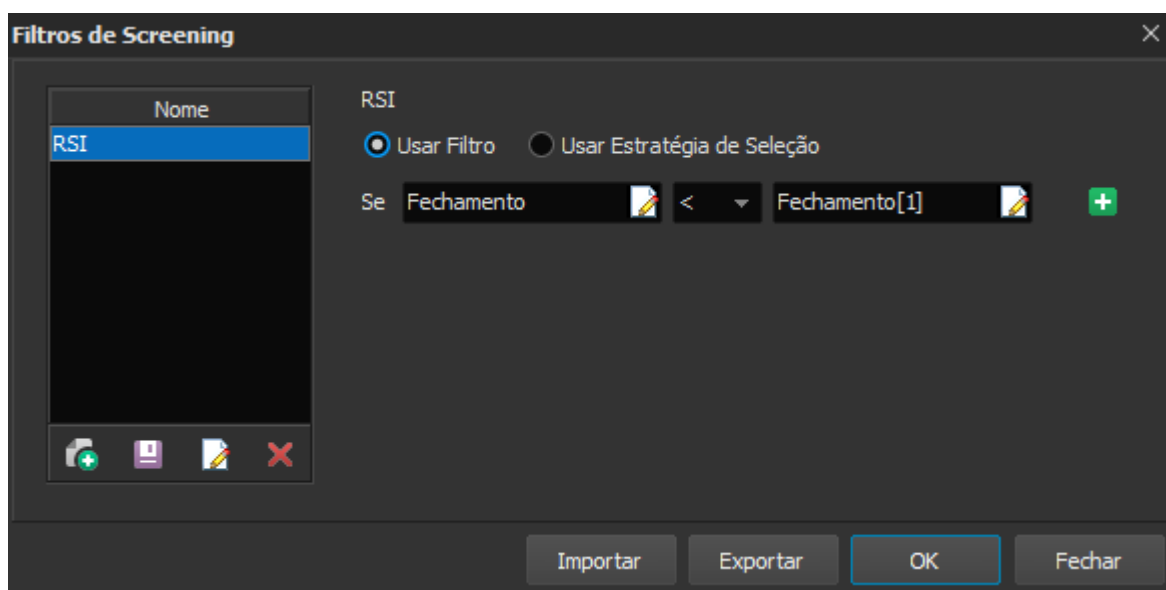 Filtros de Screening
Nome
RSI
RSI
Usar Filtro Usar Estratégia de Seleção
Se Fechamento < Fechamento[1]
Importar Exportar OK Fechar